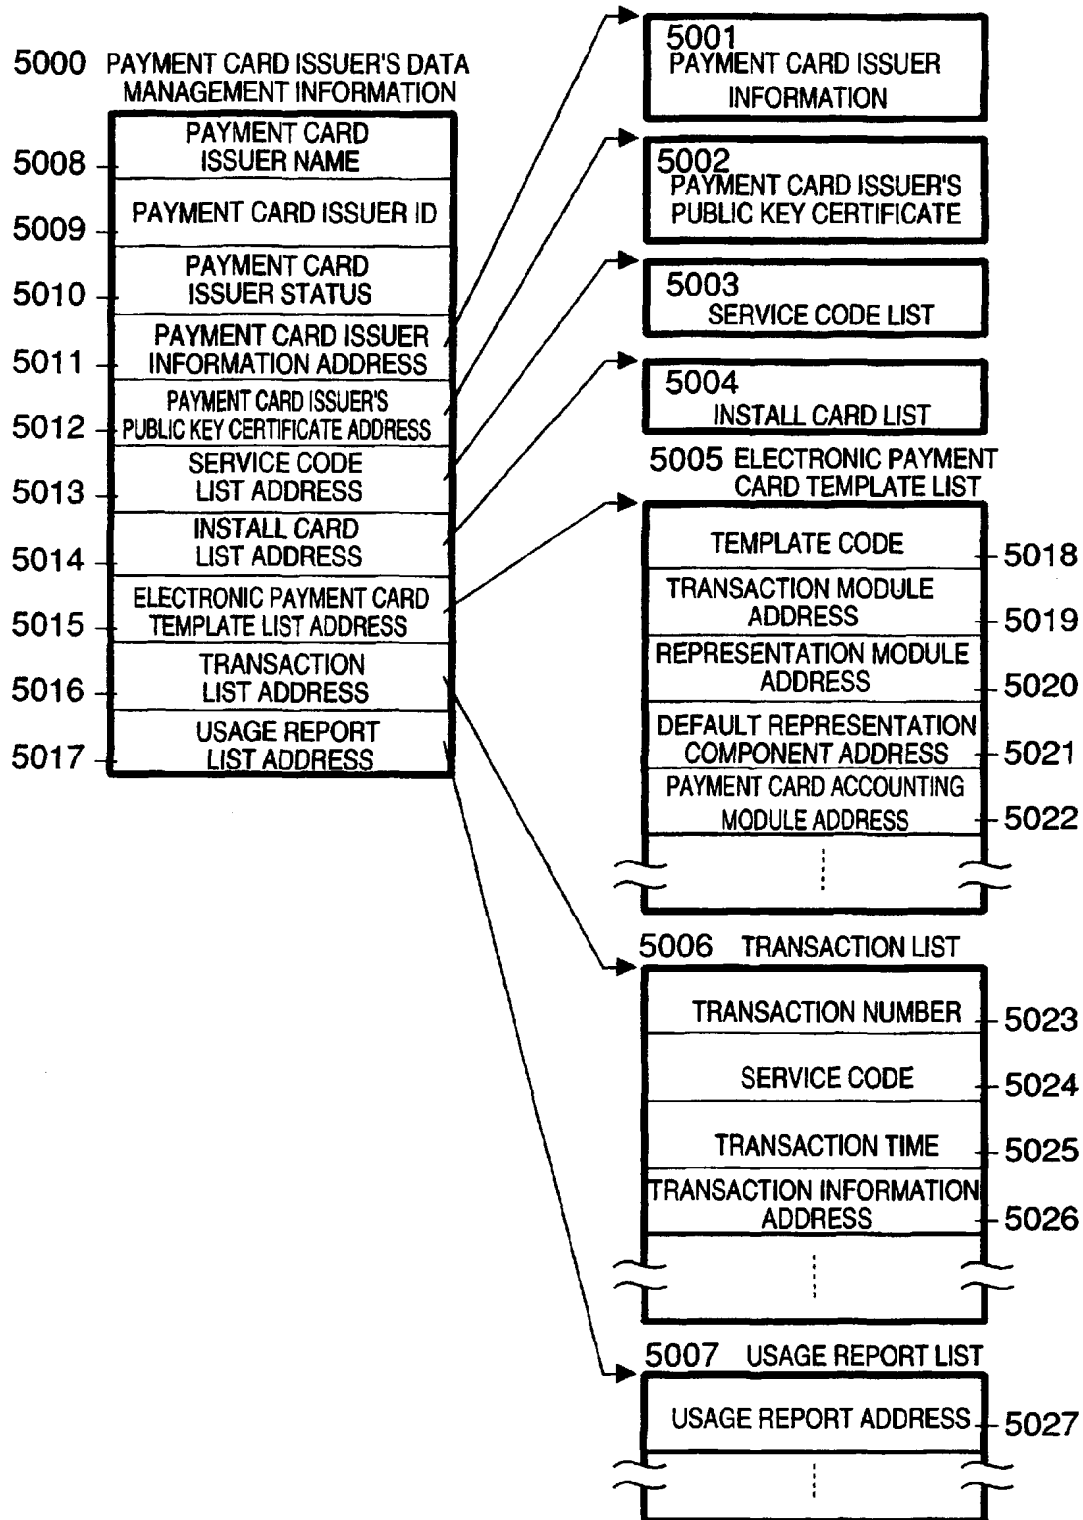 5000 PAYMENT CARD ISSUER'S DATA
MANAGEMENT INFORMATION
PAYMENT CARD
5008 ISSUER NAME
5009 PAYMENT CARD ISSUER ID
PAYMENT CARD
5010 ISSUER STATUS
PAYMENT CARD ISSUER
5011 INFORMATION ADDRESS
PAYMENT CARD ISSUER'S
5012 PUBLIC KEY CERTIFICATE ADDRESS
SERVICE CODE
5013 LIST ADDRESS
INSTALL CARD
5014 LIST ADDRESS
ELECTRONIC PAYMENT CARD
5015 TEMPLATE LIST ADDRESS
TRANSACTION
5016 LIST ADDRESS
USAGE REPORT
5017 LIST ADDRESS
5001
PAYMENT CARD ISSUER
INFORMATION
5002
PAYMENT CARD ISSUER'S
PUBLIC KEY CERTIFICATE
5003
SERVICE CODE LIST
5004
INSTALL CARD LIST
5005 ELECTRONIC PAYMENT
CARD TEMPLATE LIST
TEMPLATE CODE 5018
TRANSACTION MODULE
ADDRESS 5019
REPRESENTATION MODULE
ADDRESS 5020
DEFAULT REPRESENTATION
COMPONENT ADDRESS 5021
PAYMENT CARD ACCOUNTING
MODULE ADDRESS 5022
5006 TRANSACTION LIST
TRANSACTION NUMBER 5023
SERVICE CODE 5024
TRANSACTION TIME 5025
TRANSACTION INFORMATION
ADDRESS 5026
5007 USAGE REPORT LIST
USAGE REPORT ADDRESS 5027